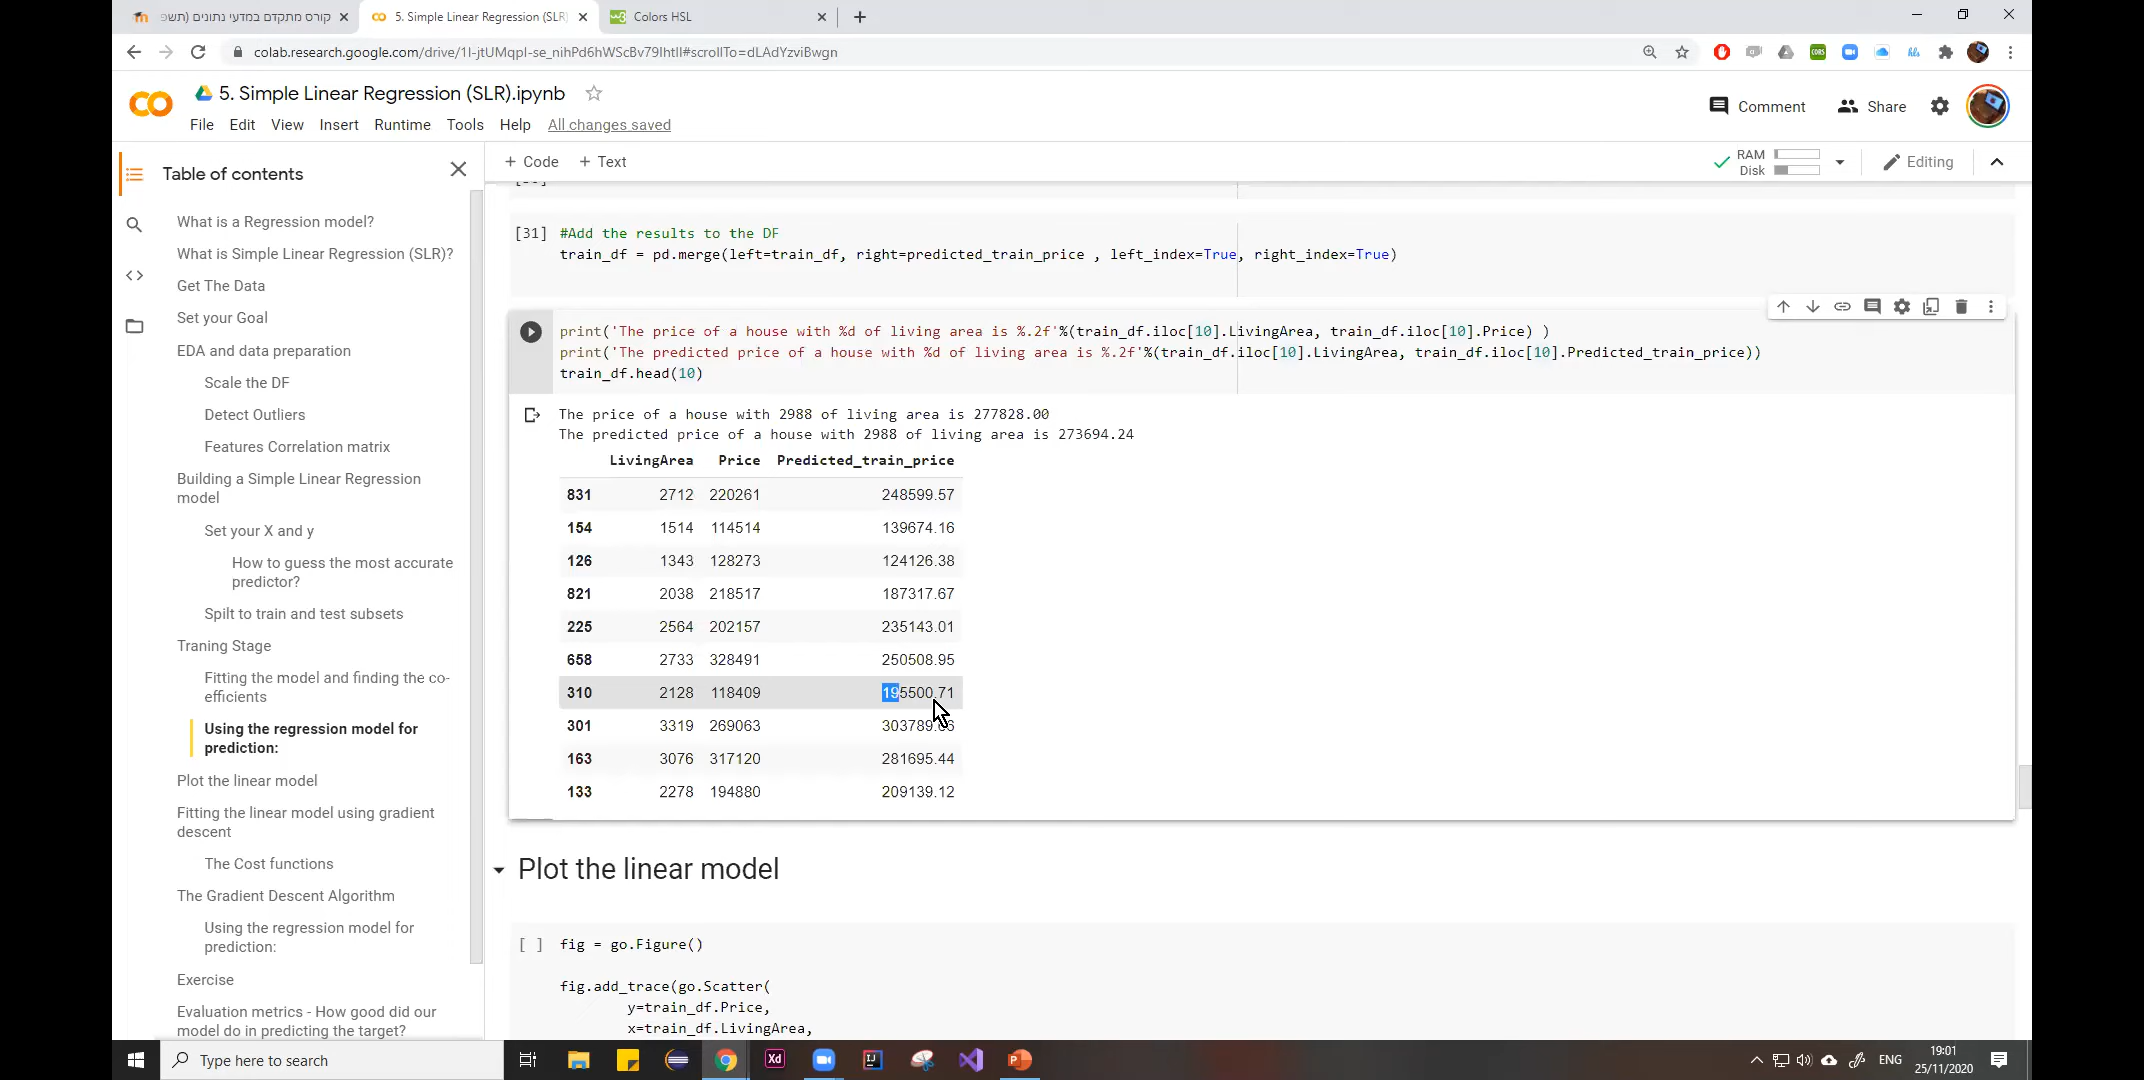 קורס מתקדם במדעי נתונים (תשפ
5. Simple Linear Regression (SLR)
Colors HSL
colab.research.google.com/drive/1I-jtUMqpI-se_nihPd6hWScBv79IhtlI#scrollTo=dLAdYzviBwgn
5. Simple Linear Regression (SLR).ipynb
Comment
Share
File Edit View Insert Runtime Tools Help All changes saved
Table of contents
+ Code + Text
RAM
Disk
Editing
What is a Regression model?
What is Simple Linear Regression (SLR)?
Get The Data
Set your Goal
EDA and data preparation
Scale the DF
Detect Outliers
Features Correlation matrix
Building a Simple Linear Regression
model
Set your X and y
How to guess the most accurate
predictor?
Spilt to train and test subsets
Traning Stage
Fitting the model and finding the co-
efficients
Using the regression model for
prediction:
Plot the linear model
Fitting the linear model using gradient
descent
The Cost functions
The Gradient Descent Algorithm
Using the regression model for
prediction:
Exercise
Evaluation metrics - How good did our
model do in predicting the target?
[31] #Add the results to the DF
train_df = pd.merge(left=train_df, right=predicted_train_price , left_index=True, right_index=True)
print('The price of a house with %d of living area is %.2f'%(train_df.iloc[10].LivingArea, train_df.iloc[10].Price) )
print('The predicted price of a house with %d of living area is %.2f'%(train_df.iloc[10].LivingArea, train_df.iloc[10].Predicted_train_price))
train_df.head(10)
The price of a house with 2988 of living area is 277828.00
The predicted price of a house with 2988 of living area is 273694.24
LivingArea Price Predicted_train_price
831 2712 220261 248599.57
154 1514 114514 139674.16
126 1343 128273 124126.38
821 2038 218517 187317.67
225 2564 202157 235143.01
658 2733 328491 250508.95
310 2128 118409 195500.71
301 3319 269063
163 3076 317120 281695.44
133 2278 194880 209139.12
Plot the linear model
[ ] fig = go.Figure()
fig.add_trace(go.Scatter(
y=train_df.Price,
x=train_df.LivingArea,
Type here to search
Xd
ENG
19:01
25/11/2020